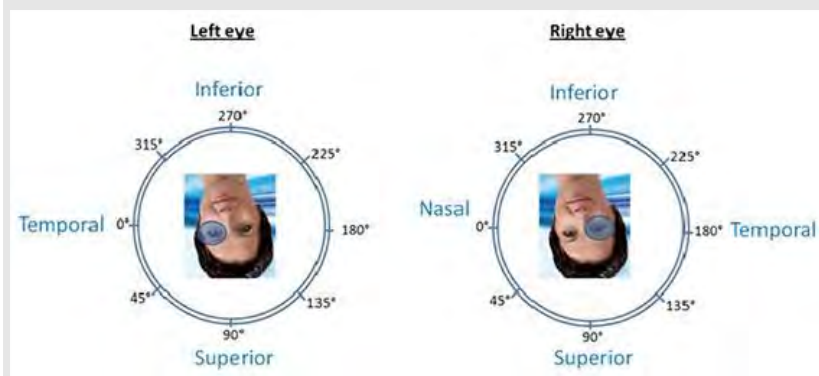 Left eye
Inferior
270°
315°
225°
Temporal
0°
180°
45°
135°
90°
Superior
Right eye
Inferior
270°
315°
225°
Nasal
0°
180°
Temporal
45°
135°
90°
Superior